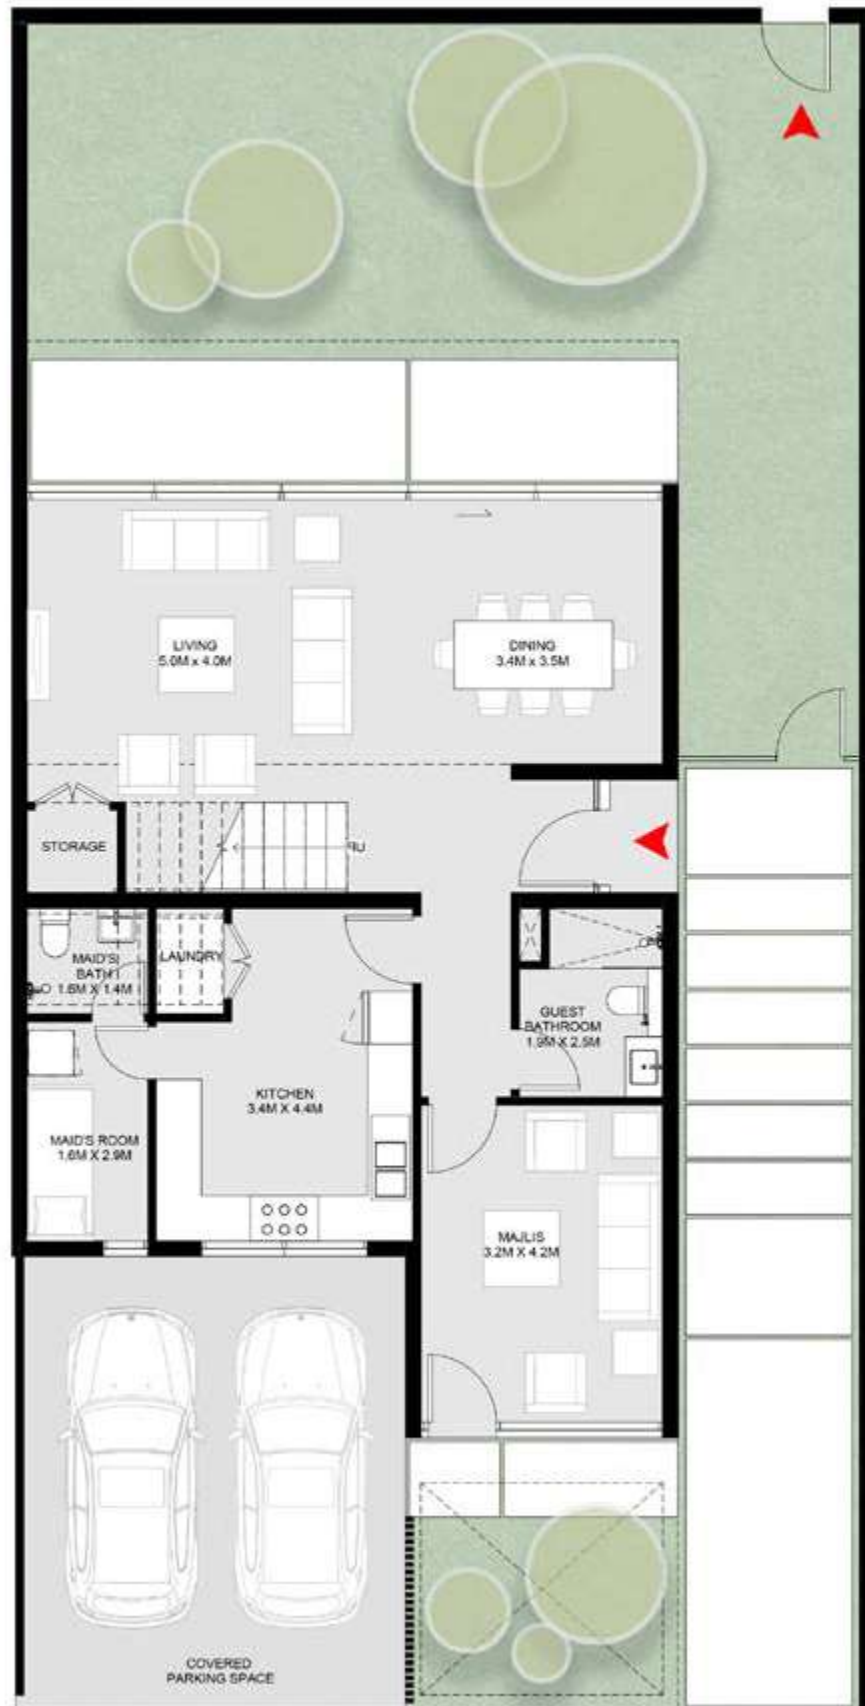 LIVING
5.0M x 4.0M
DINING
3.4M x 3.5M
STORAGE
UP
MAID'S
BATH
1.6M X 1.4M
LAUNDRY
GUEST
BATHROOM
1.9M X 2.5M
KITCHEN
3.4M X 4.4M
MAID'S ROOM
1.6M X 2.9M
MAJLIS
3.2M X 4.2M
COVERED
PARKING SPACE